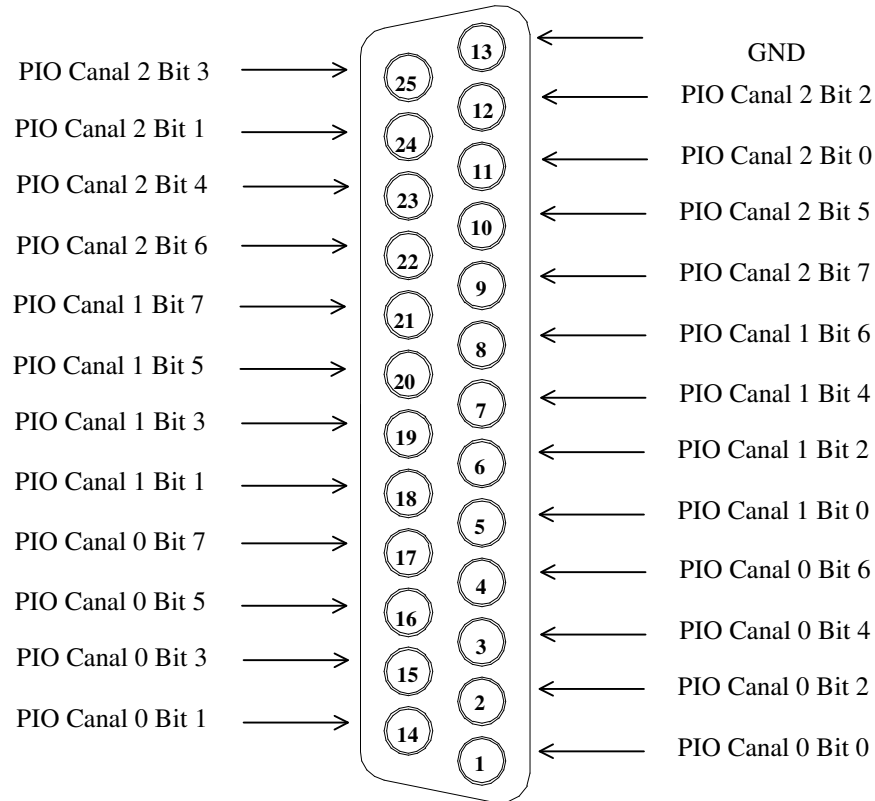 13
GND
PIO Canal 2 Bit 3
25
12
PIO Canal 2 Bit 2
PIO Canal 2 Bit 1
24
11
PIO Canal 2 Bit 0
PIO Canal 2 Bit 4
23
10
PIO Canal 2 Bit 5
PIO Canal 2 Bit 6
22
9
PIO Canal 2 Bit 7
PIO Canal 1 Bit 7
21
8
PIO Canal 1 Bit 6
PIO Canal 1 Bit 5
20
7
PIO Canal 1 Bit 4
PIO Canal 1 Bit 3
19
6
PIO Canal 1 Bit 2
PIO Canal 1 Bit 1
18
5
PIO Canal 1 Bit 0
PIO Canal 0 Bit 7
17
4
PIO Canal 0 Bit 6
PIO Canal 0 Bit 5
16
3
PIO Canal 0 Bit 4
PIO Canal 0 Bit 3
15
2
PIO Canal 0 Bit 2
PIO Canal 0 Bit 1
14
1
PIO Canal 0 Bit 0